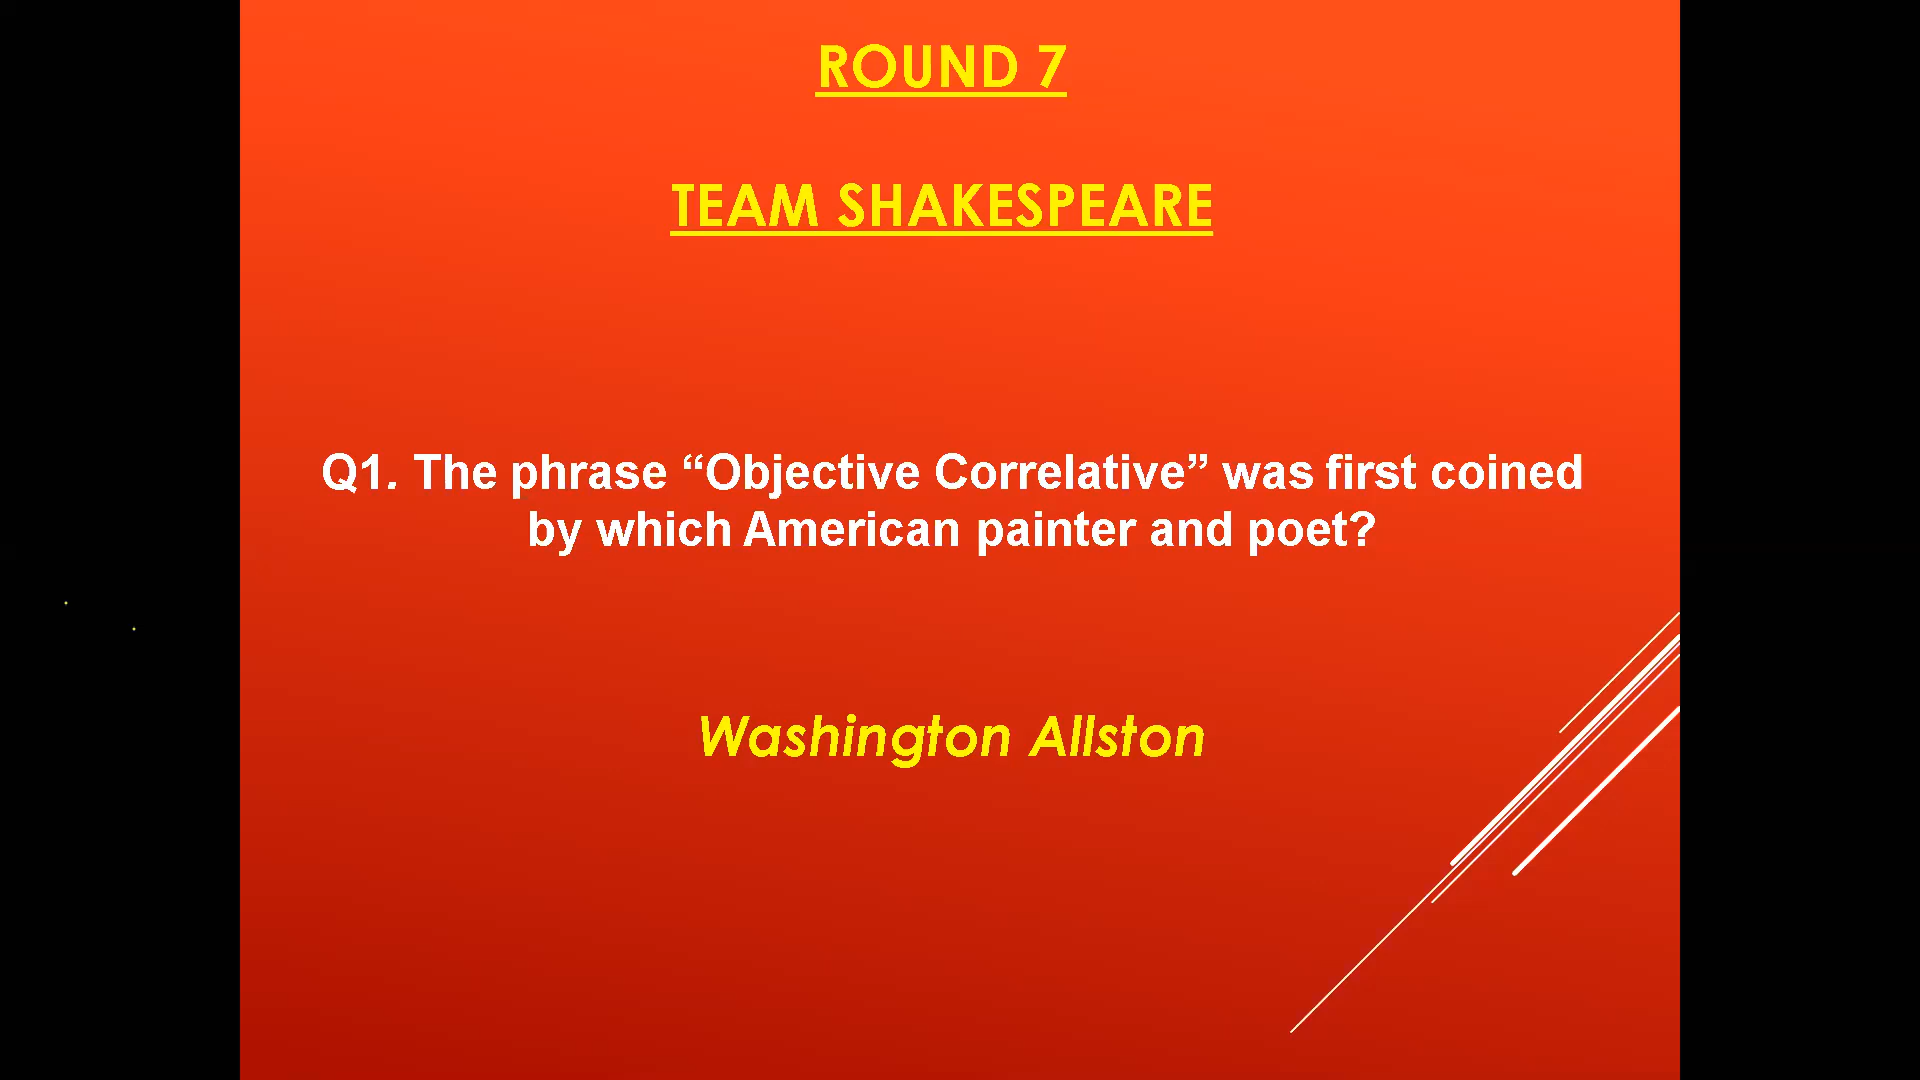 ROUND 7
TEAM SHAKESPEARE
Q1. The phrase “Objective Correlative” was first coined
by which American painter and poet?
Washington Allston